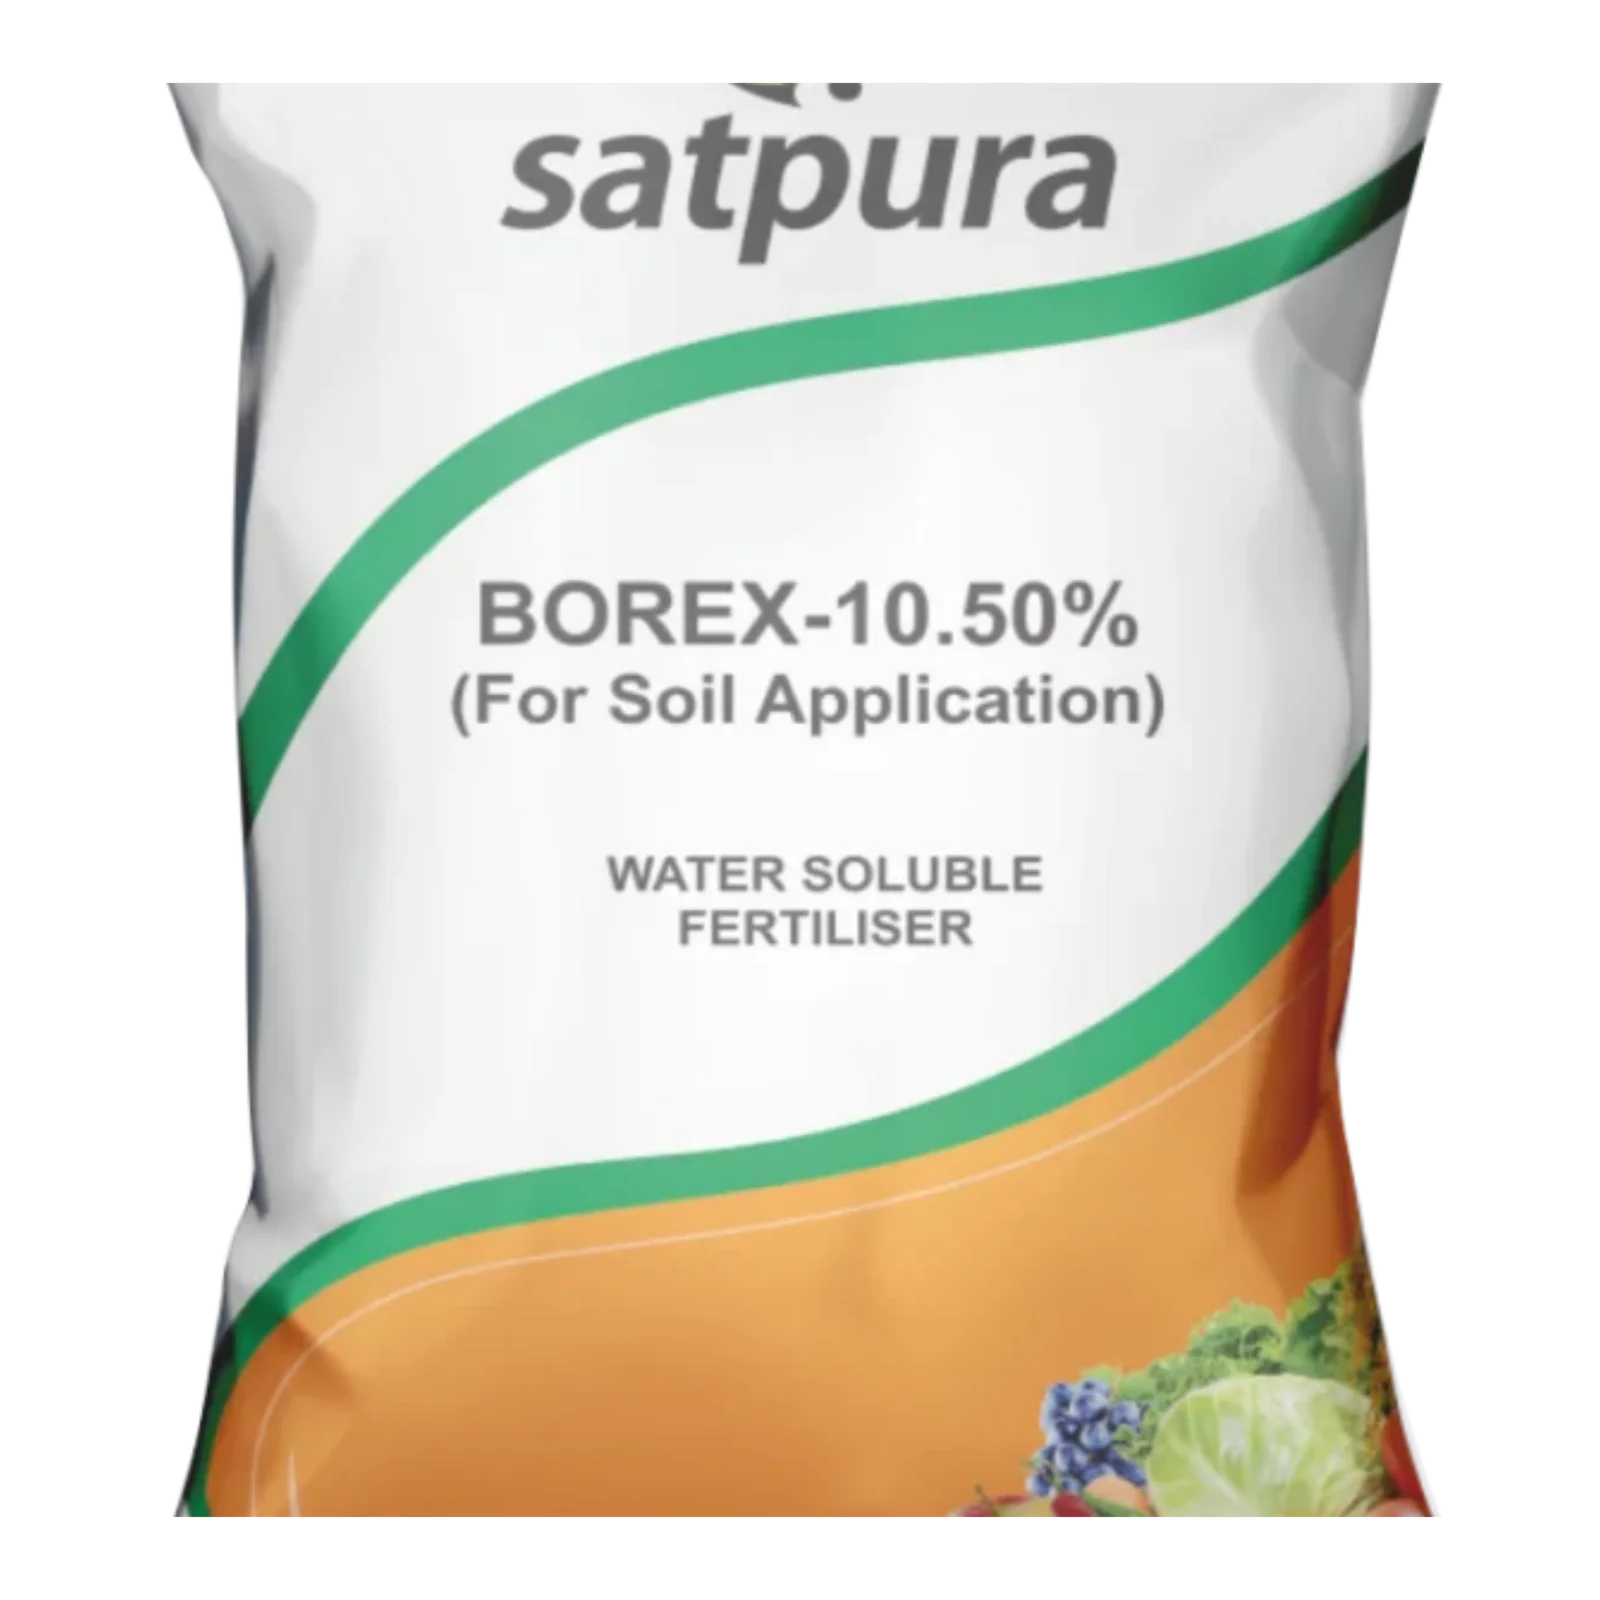 satpura
BOREX-10.50%
(For Soil Application)
WATER SOLUBLE
FERTILISER